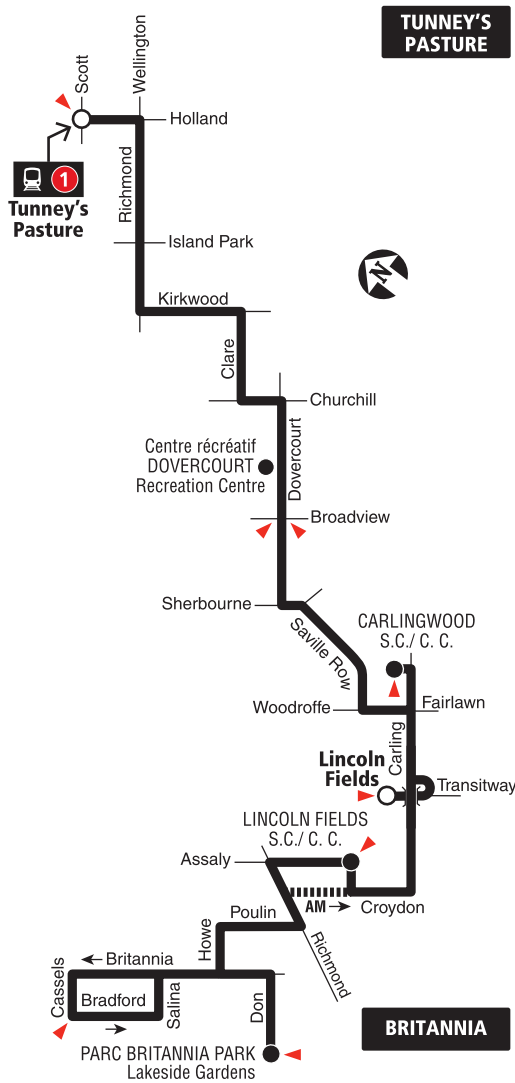 TUNNEY'S
PASTURE
Scott
Wellington
Holland
1
Tunney's
Pasture
Richmond
Island Park
N
Kirkwood
Clare
Churchill
Centre récréatif
DOVERCOURT
Recreation Centre
Dovercourt
Broadview
Sherbourne
Saville Row
CARLINGWOOD
S.C./ C. C.
Woodroffe
Fairlawn
Carling
Lincoln
Fields
Transitway
LINCOLN FIELDS
S.C./ C. C.
Assaly
AM
Croydon
Poulin
Howe
Richmond
Britannia
Cassels
Bradford
Salina
Don
BRITANNIA
PARC BRITANNIA PARK
Lakeside Gardens